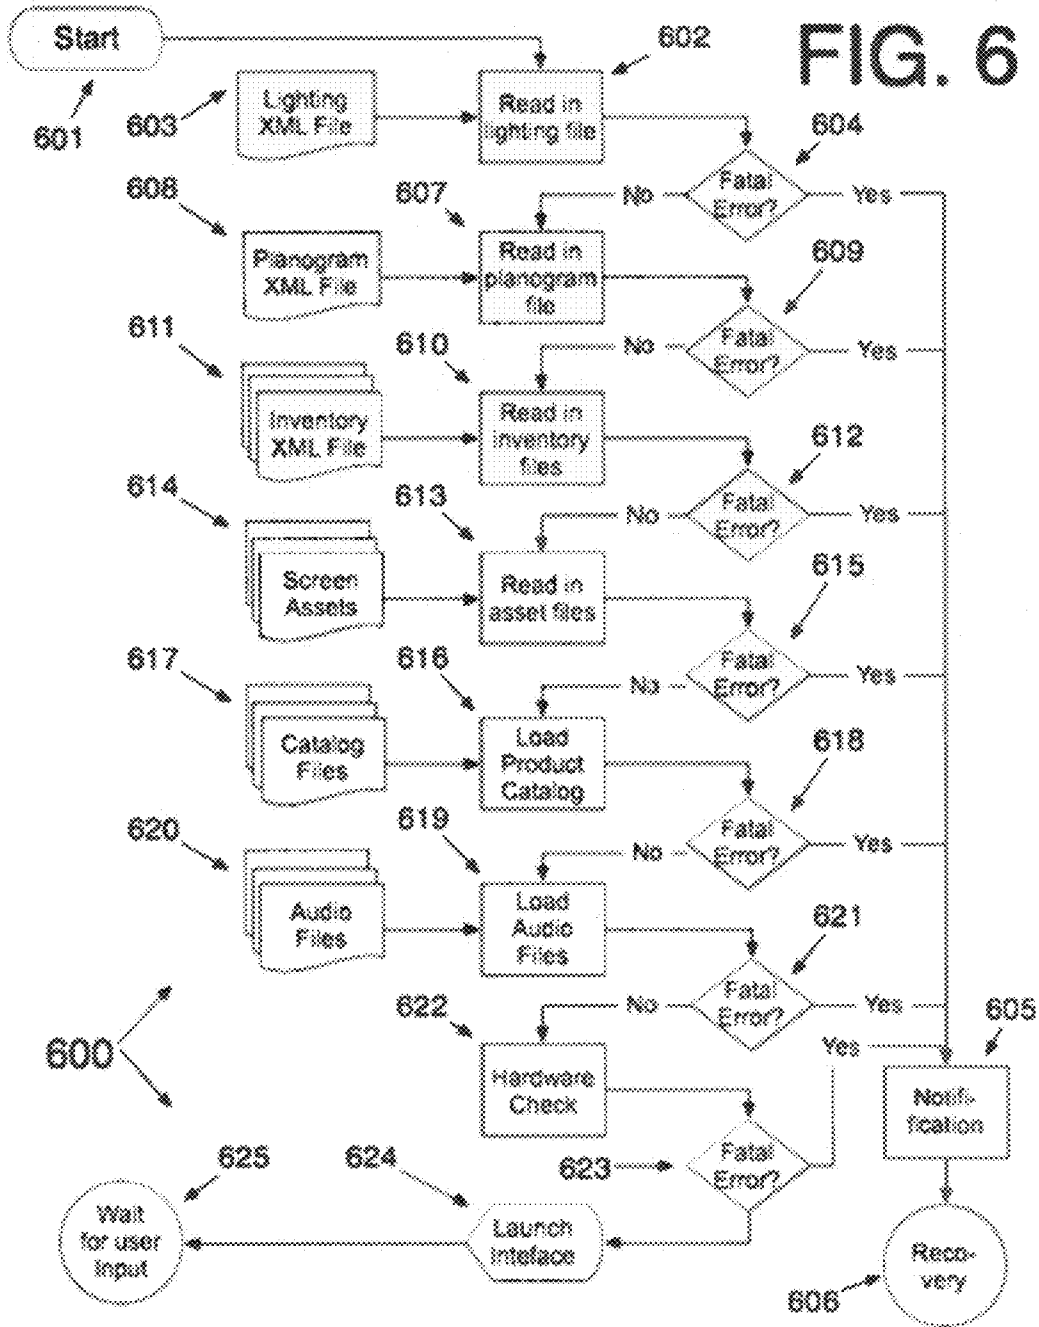 Start
602
FIG. 6
601
603
Lighting
XML File
Read in
lighting file
604
Fatal
Error?
No
Yes
608
607
Planogram
XML File
Read in
planogram
file
609
Fatal
Error?
No
Yes
611
610
Inventory
XML File
Read in
inventory
files
612
Fatal
Error?
No
Yes
614
613
Screen
Assets
Read in
asset files
615
Fatal
Error?
No
Yes
617
616
Catalog
Files
Load
Product
Catalog
618
Fatal
Error?
No
Yes
620
619
Audio
Files
Load
Audio
Files
621
Fatal
Error?
No
Yes
622
600
Hardware
Check
Yes
605
Notifi-
fication
623
Fatal
Error?
625
624
Wait
for user
Input
Launch
Inteface
Reco-
very
606